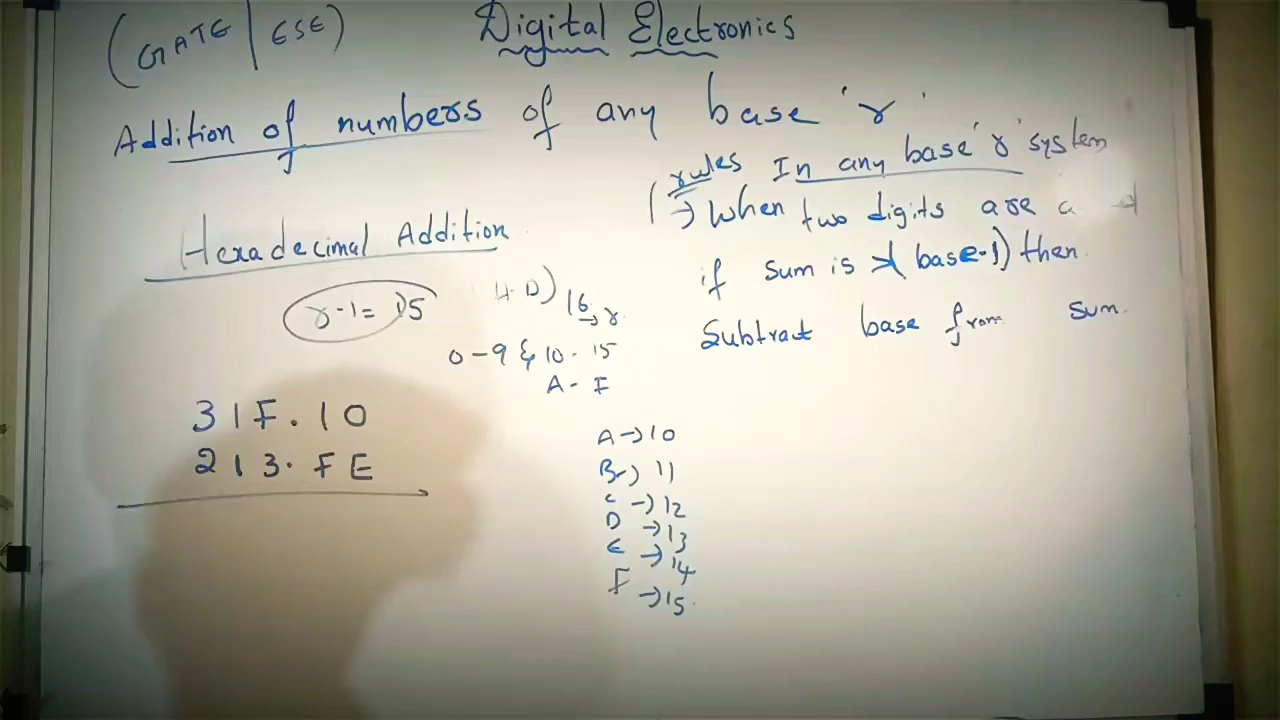 (GATE | ESE) Digital Electronics
Addition of numbers of any base 'r'
(rules In any base 'r' system
→ When two digits are
if sum is > (base-1) then
Subtract base from sum.
Hexadecimal Addition
r-1 = 15
H.D) 16 → r
0-9 & 10-15
A-F
31F.10
213.FE
A → 10
B → 11
C → 12
D → 13
E → 14
F → 15